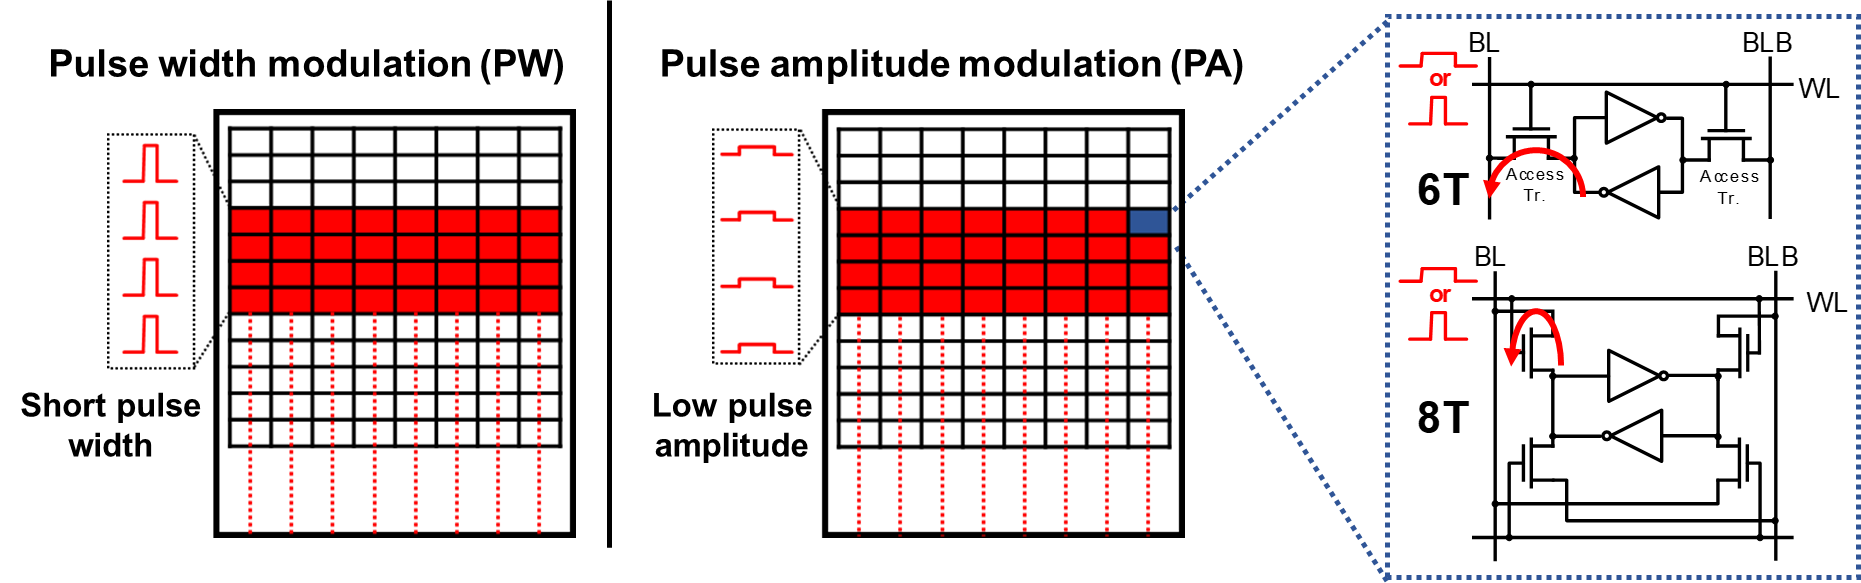 Pulse width modulation (PW)
Short pulse
width
Pulse amplitude modulation (PA)
Low pulse
amplitude
BL
BLB
or
WL
Access
Tr.
Access
Tr.
6T
BL
BLB
or
WL
8T